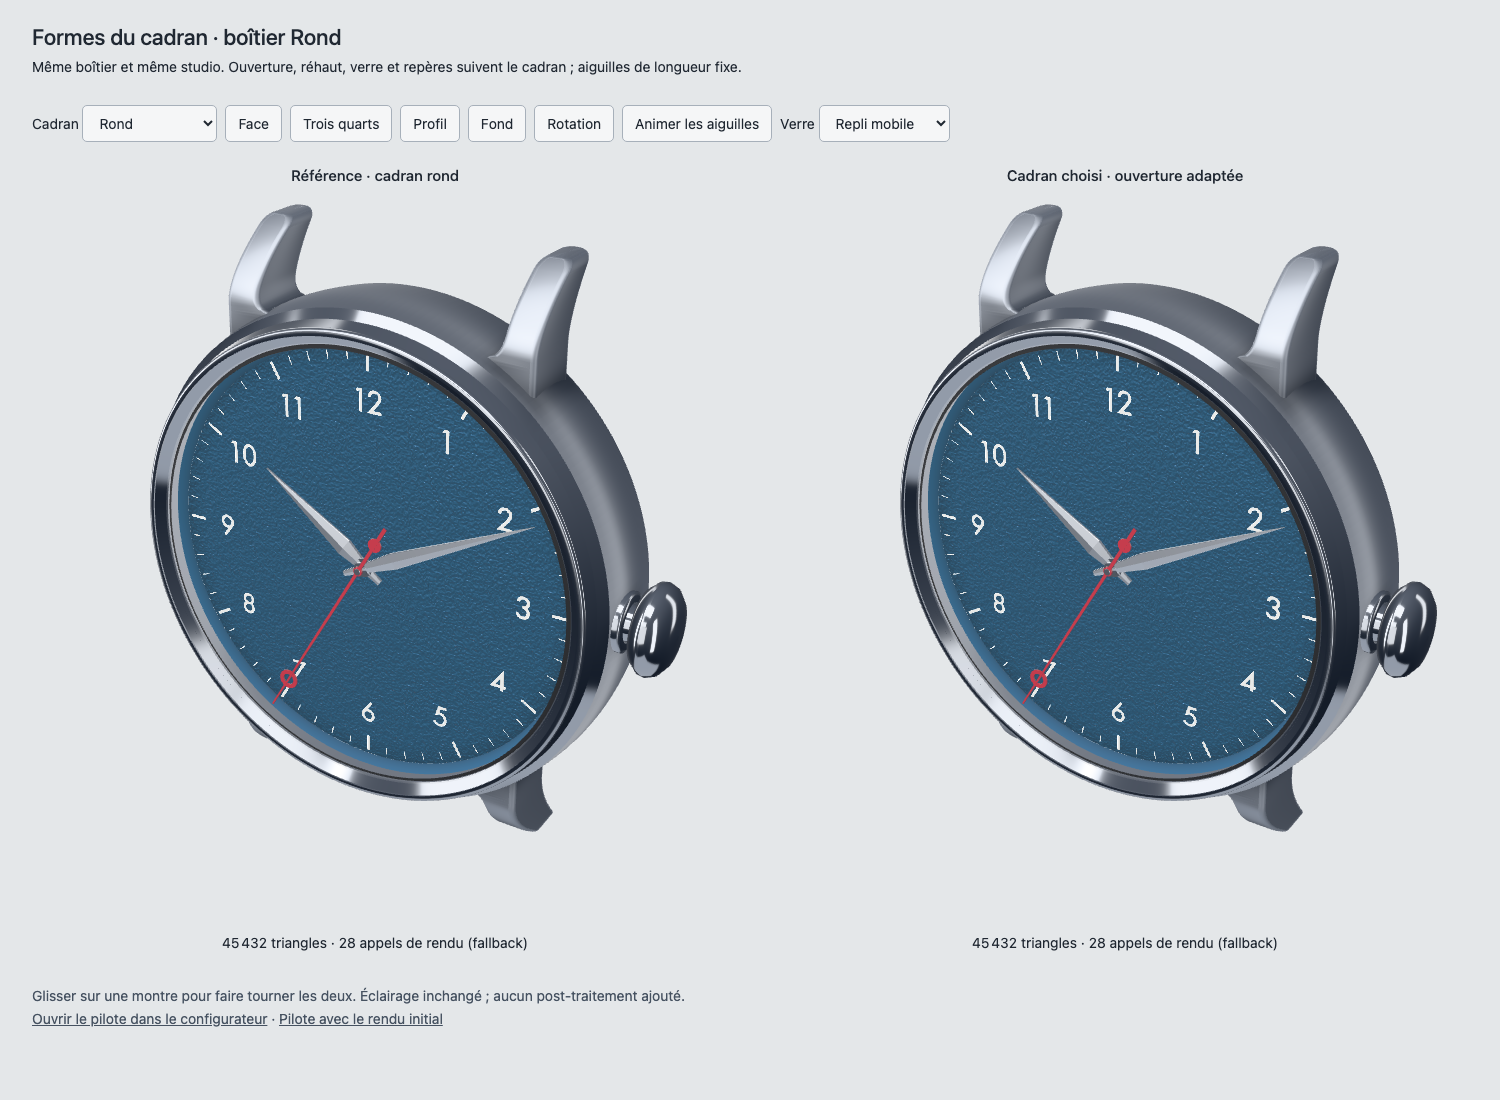 Formes du cadran · boîtier Rond
Même boîtier et même studio. Ouverture, réhaut, verre et repères suivent le cadran ; aiguilles de longueur fixe.
Cadran Rond Face Trois quarts Profil Fond Rotation Animer les aiguilles Verre Repli mobile
Référence · cadran rond
Cadran choisi · ouverture adaptée
12
1
2
3
4
5
6
7
8
9
10
11
12
1
2
3
4
5
6
7
8
9
10
11
45 432 triangles · 28 appels de rendu (fallback)
45 432 triangles · 28 appels de rendu (fallback)
Glisser sur une montre pour faire tourner les deux. Éclairage inchangé ; aucun post-traitement ajouté.
Ouvrir le pilote dans le configurateur · Pilote avec le rendu initial